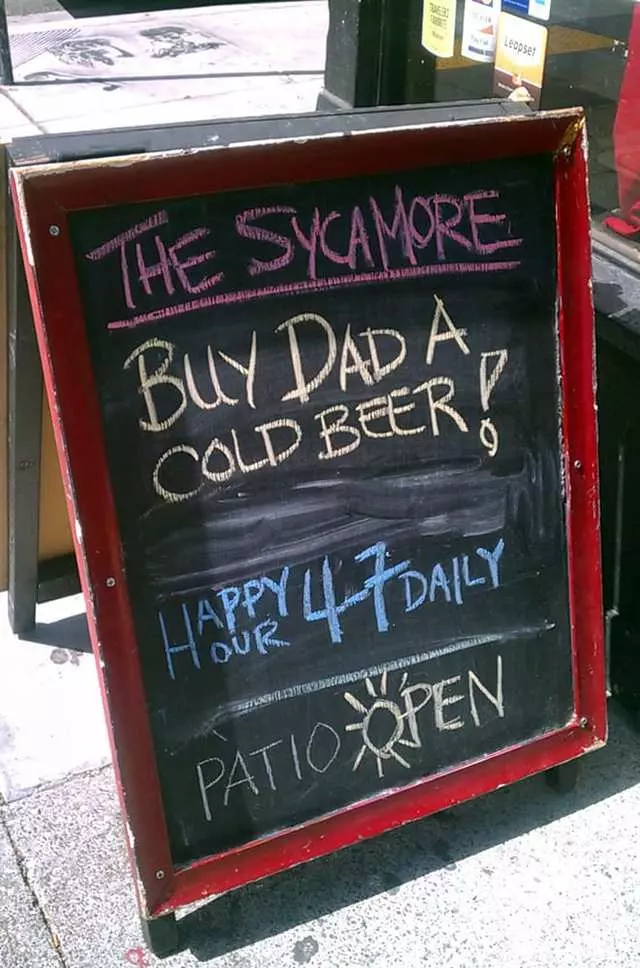 THE SYCAMORE
BUY DAD A
COLD BEER!
HAPPY HOUR 4-7 DAILY
PATIO OPEN